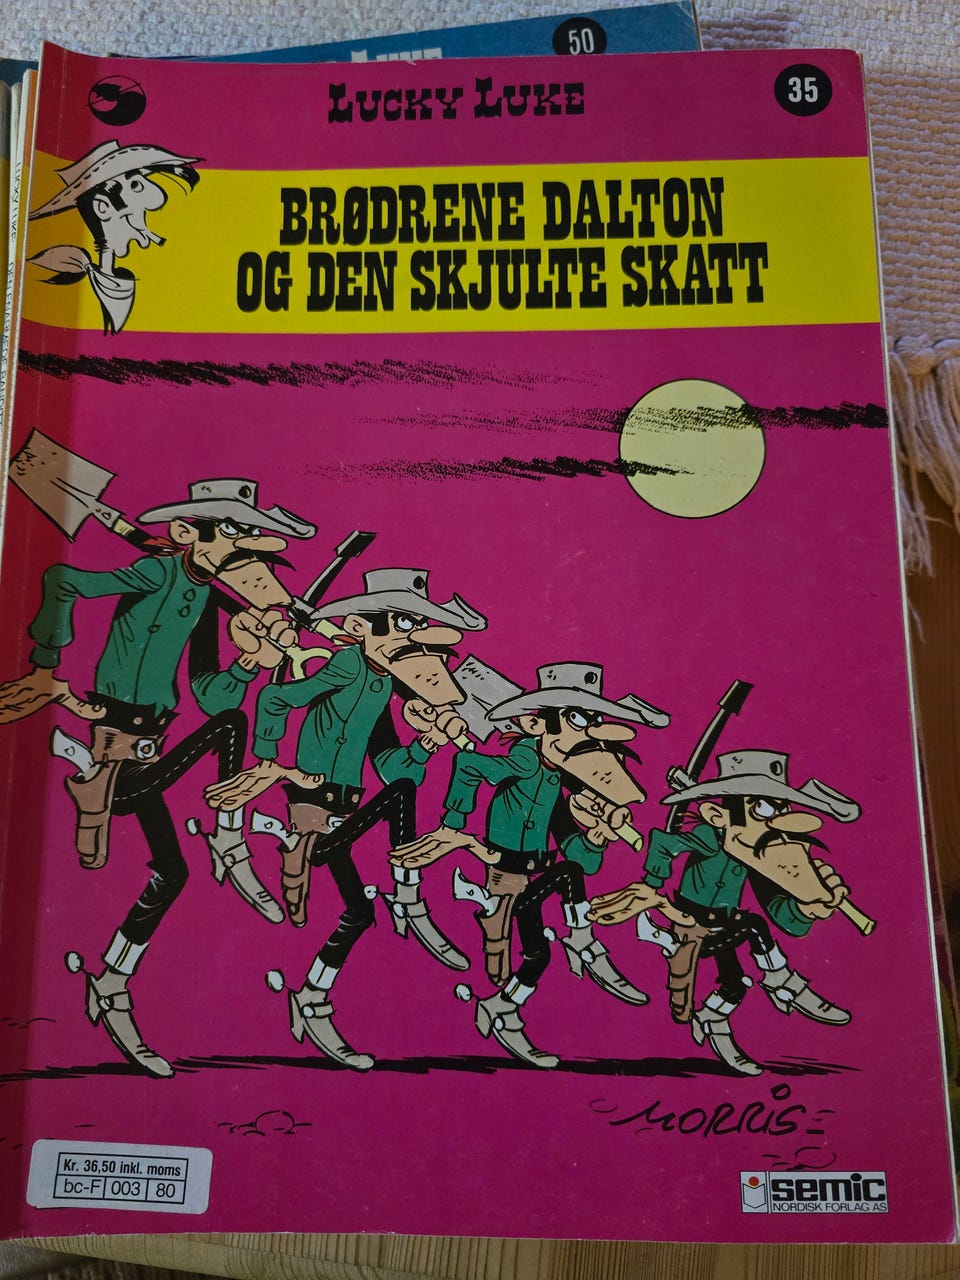 50
LUCKY LUKE
35
BRØDRENE DALTON
OG DEN SKJULTE SKATT
MORRIS
Kr. 36,50 inkl. moms
bc-F 003 80
semic
NORDISK FORLAG AS